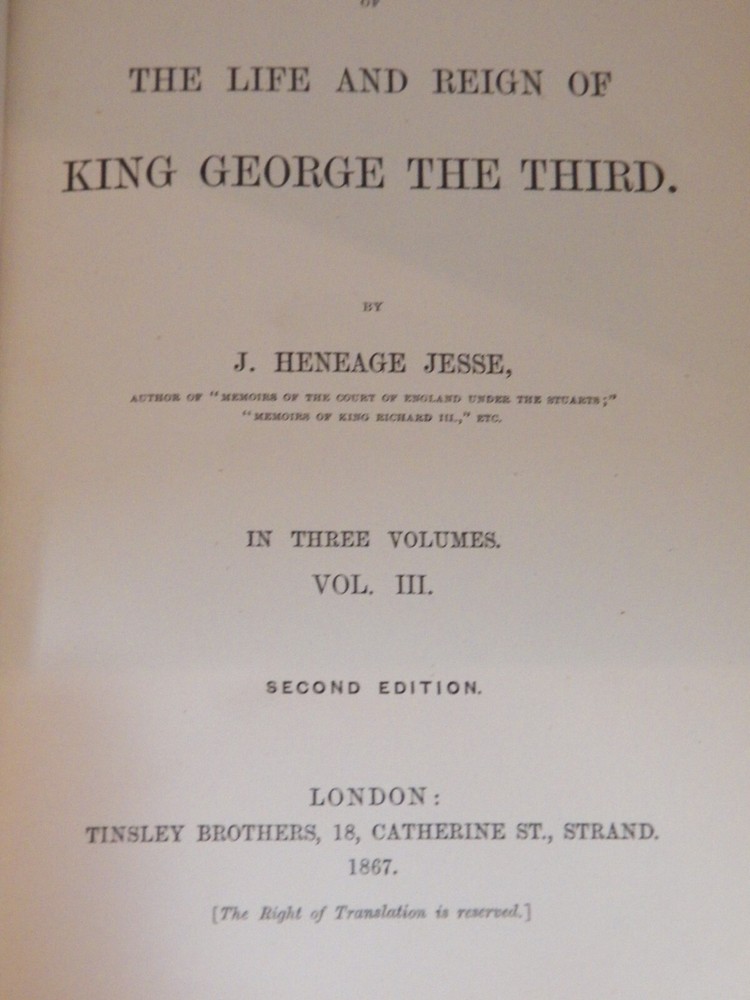 OF
THE LIFE AND REIGN OF
KING GEORGE THE THIRD.
BY
J. HENEAGE JESSE,
AUTHOR OF "MEMOIRS OF THE COURT OF ENGLAND UNDER THE STUARTS;"
"MEMOIRS OF KING RICHARD III.," ETC.
IN THREE VOLUMES.
VOL. III.
SECOND EDITION.
LONDON:
TINSLEY BROTHERS, 18, CATHERINE ST., STRAND.
1867.
[The Right of Translation is reserved.]